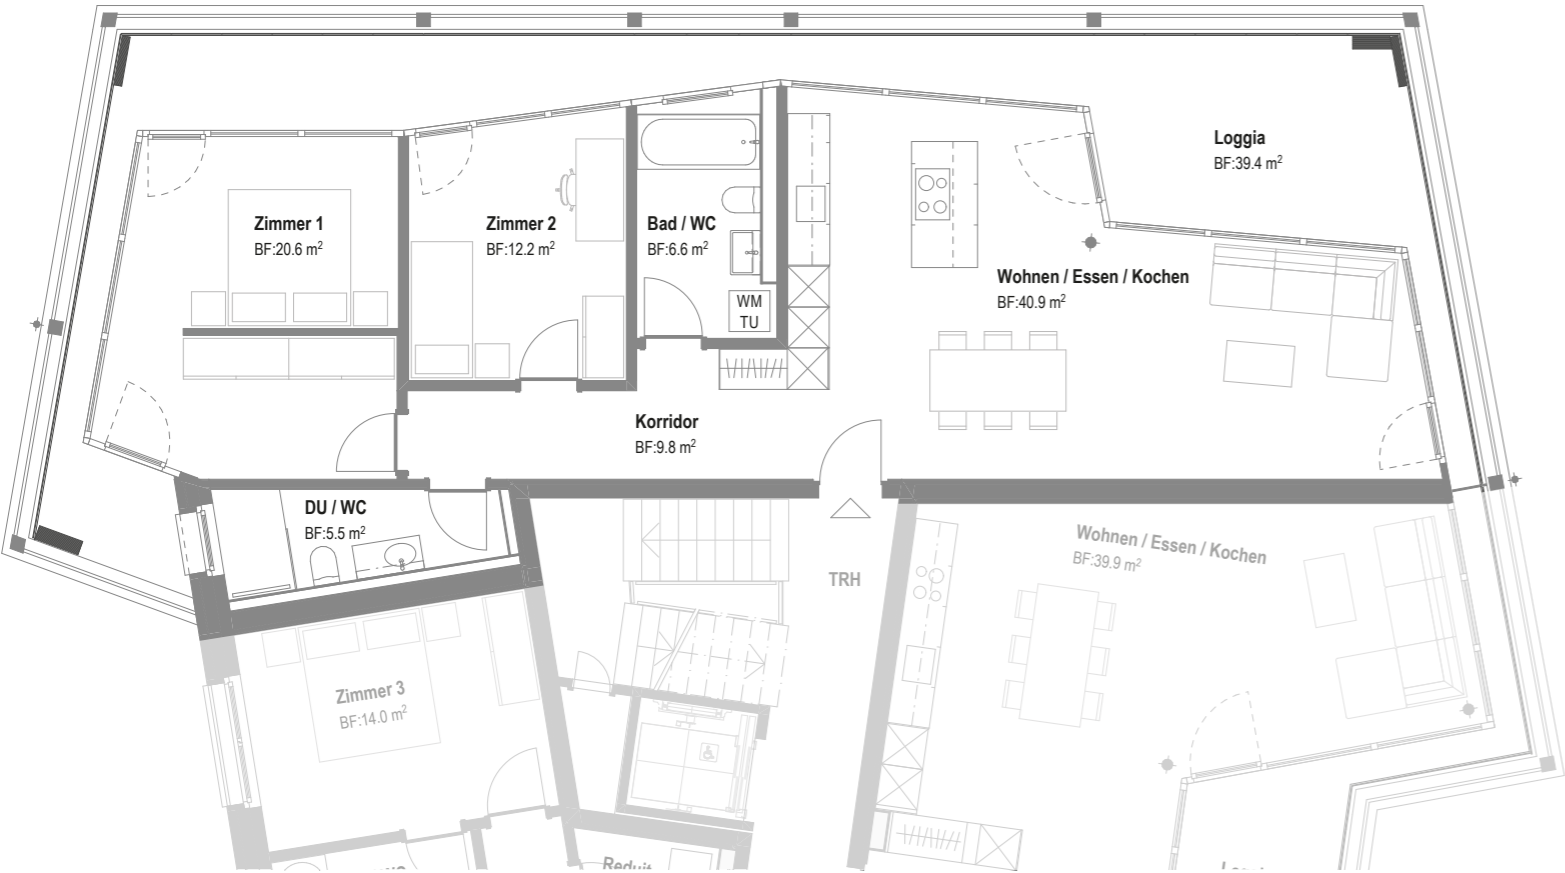 Loggia
BF:39.4 m²
Zimmer 1
BF:20.6 m²
Zimmer 2
BF:12.2 m²
Bad / WC
BF:6.6 m²
WM
TU
Wohnen / Essen / Kochen
BF:40.9 m²
Korridor
BF:9.8 m²
DU / WC
BF:5.5 m²
TRH
Wohnen / Essen / Kochen
BF:39.9 m²
Zimmer 3
BF:14.0 m²
Reduit